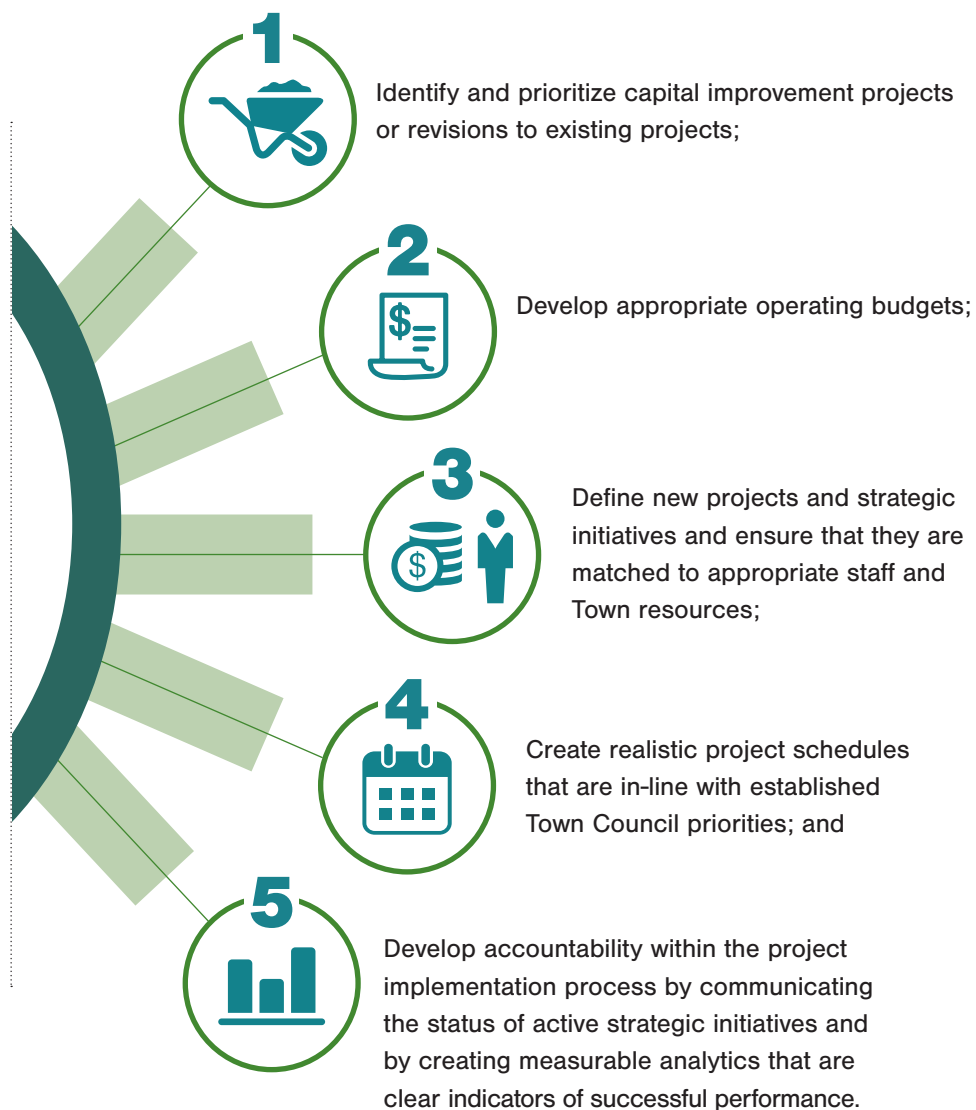 1
Identify and prioritize capital improvement projects
or revisions to existing projects;
2
$
Develop appropriate operating budgets;
3
$
Define new projects and strategic
initiatives and ensure that they are
matched to appropriate staff and
Town resources;
4
Create realistic project schedules
that are in-line with established
Town Council priorities; and
5
Develop accountability within the project
implementation process by communicating
the status of active strategic initiatives and
by creating measurable analytics that are
clear indicators of successful performance.